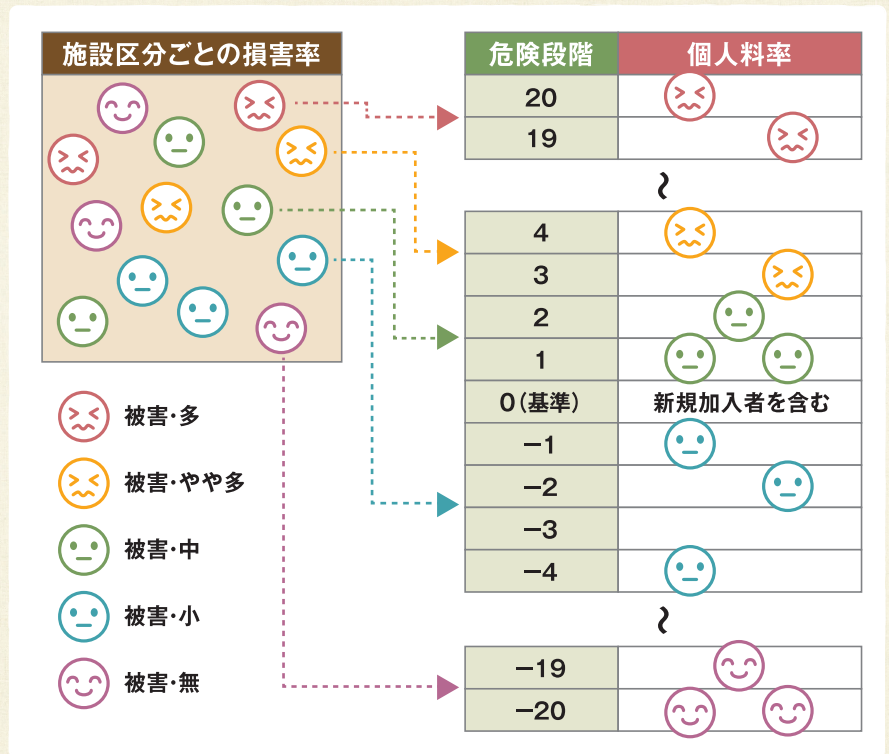 施設区分ごとの損害率
被害・多
被害・やや多
被害・中
被害・小
被害・無
危険段階 個人料率
20
19
〜
4
3
2
1
0（基準） 新規加入者を含む
−1
−2
−3
−4
〜
−19
−20